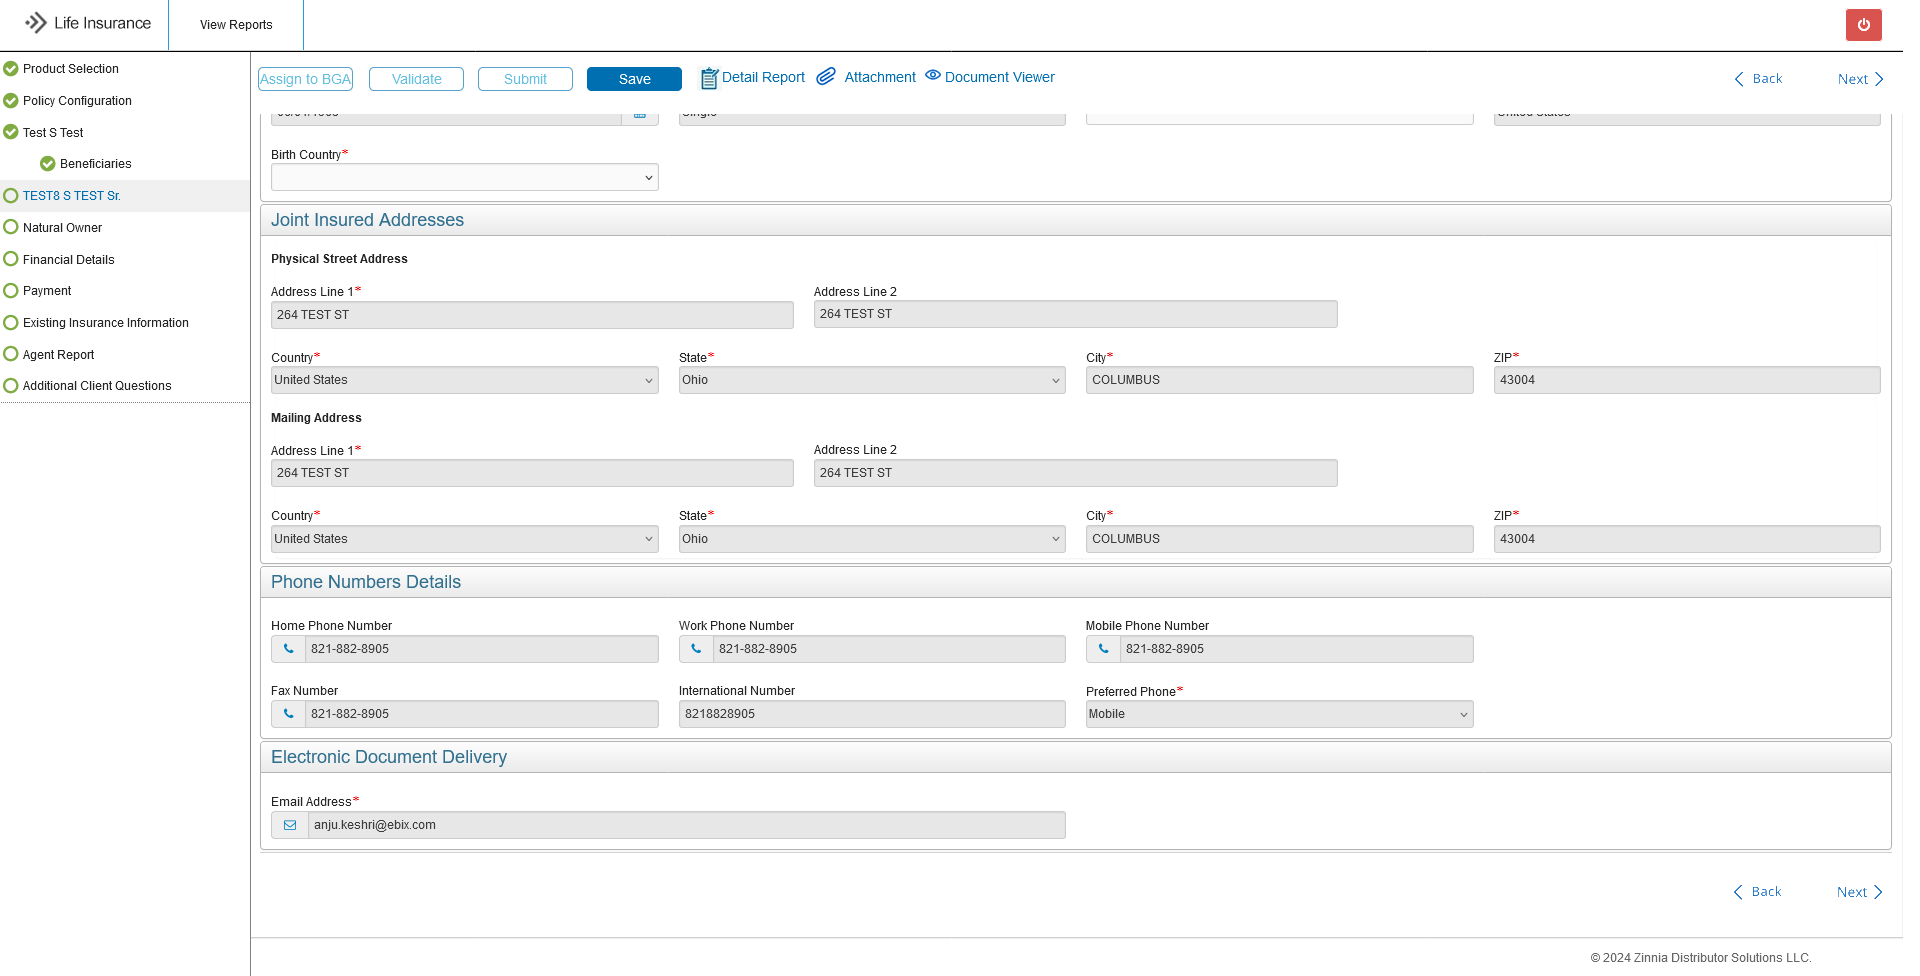 Life Insurance
View Reports
Product Selection
Policy Configuration
Test S Test
Beneficiaries
TEST8 S TEST Sr.
Natural Owner
Financial Details
Payment
Existing Insurance Information
Agent Report
Additional Client Questions
Assign to BGA Validate Submit Save Detail Report Attachment Document Viewer Back Next
Birth Country*
Joint Insured Addresses
Physical Street Address
Address Line 1* Address Line 2
264 TEST ST 264 TEST ST
Country* State* City* ZIP*
United States Ohio COLUMBUS 43004
Mailing Address
Address Line 1* Address Line 2
264 TEST ST 264 TEST ST
Country* State* City* ZIP*
United States Ohio COLUMBUS 43004
Phone Numbers Details
Home Phone Number Work Phone Number Mobile Phone Number
821-882-8905 821-882-8905 821-882-8905
Fax Number International Number Preferred Phone*
821-882-8905 8218828905 Mobile
Electronic Document Delivery
Email Address*
anju.keshri@ebix.com
Back Next
© 2024 Zinnia Distributor Solutions LLC.